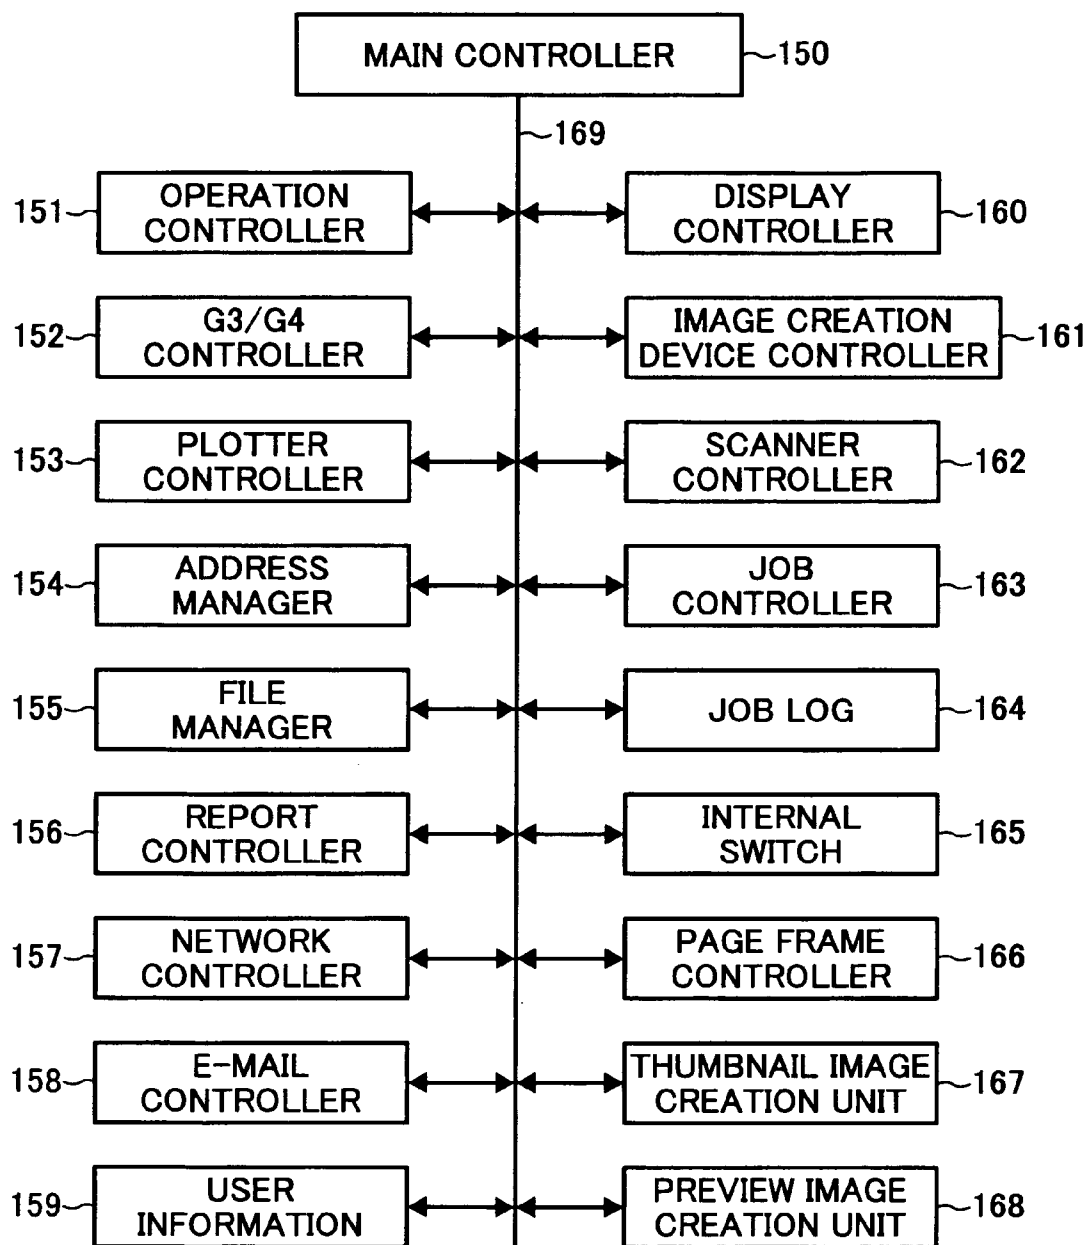 MAIN CONTROLLER
150
169
151
OPERATION
CONTROLLER
DISPLAY
CONTROLLER
160
152
G3/G4
CONTROLLER
IMAGE CREATION
DEVICE CONTROLLER
161
153
PLOTTER
CONTROLLER
SCANNER
CONTROLLER
162
154
ADDRESS
MANAGER
JOB
CONTROLLER
163
155
FILE
MANAGER
JOB LOG
164
156
REPORT
CONTROLLER
INTERNAL
SWITCH
165
157
NETWORK
CONTROLLER
PAGE FRAME
CONTROLLER
166
158
E-MAIL
CONTROLLER
THUMBNAIL IMAGE
CREATION UNIT
167
159
USER
INFORMATION
PREVIEW IMAGE
CREATION UNIT
168